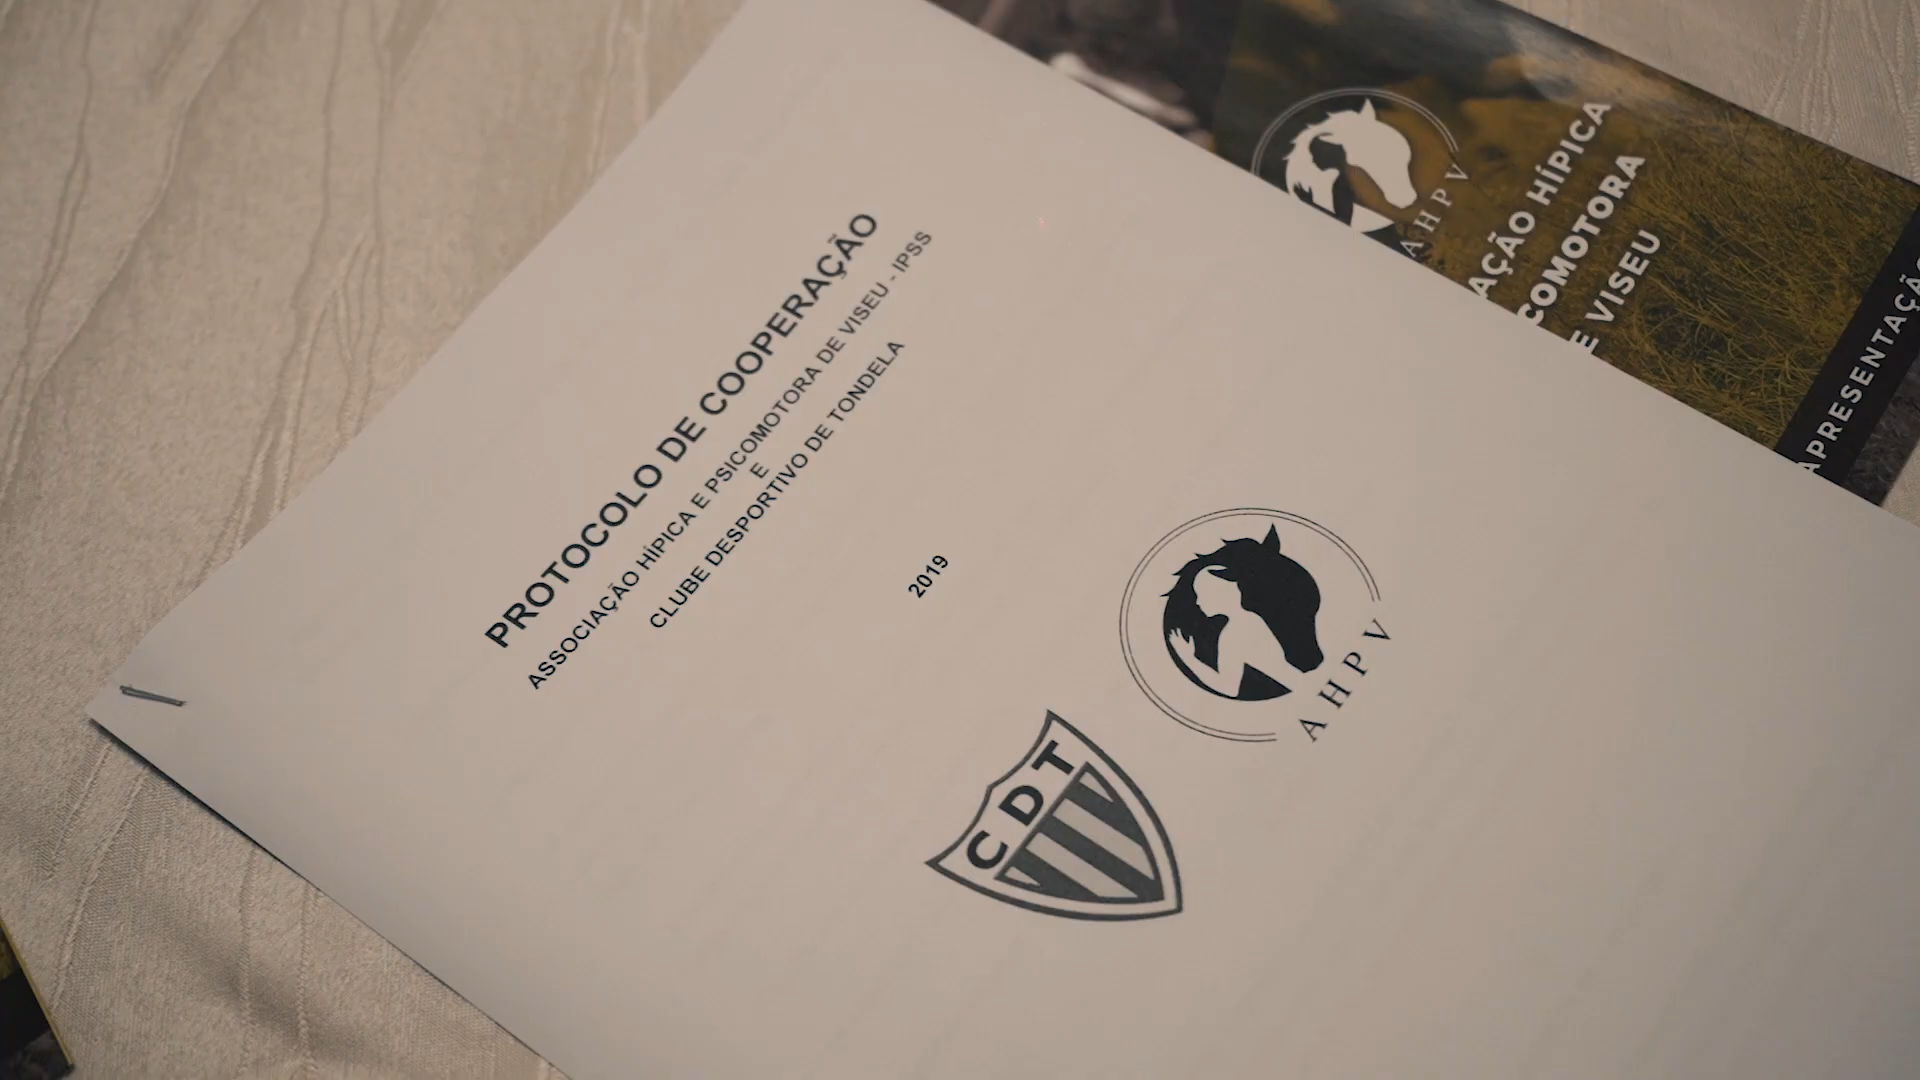 PROTOCOLO DE COOPERAÇÃO
ASSOCIAÇÃO HÍPICA E PSICOMOTORA DE VISEU - IPSS
E
CLUBE DESPORTIVO DE TONDELA
2019
AHPV
CDT
AHPV
AÇÃO HÍPICA
COMOTORA
E VISEU
APRESENTAÇÃO